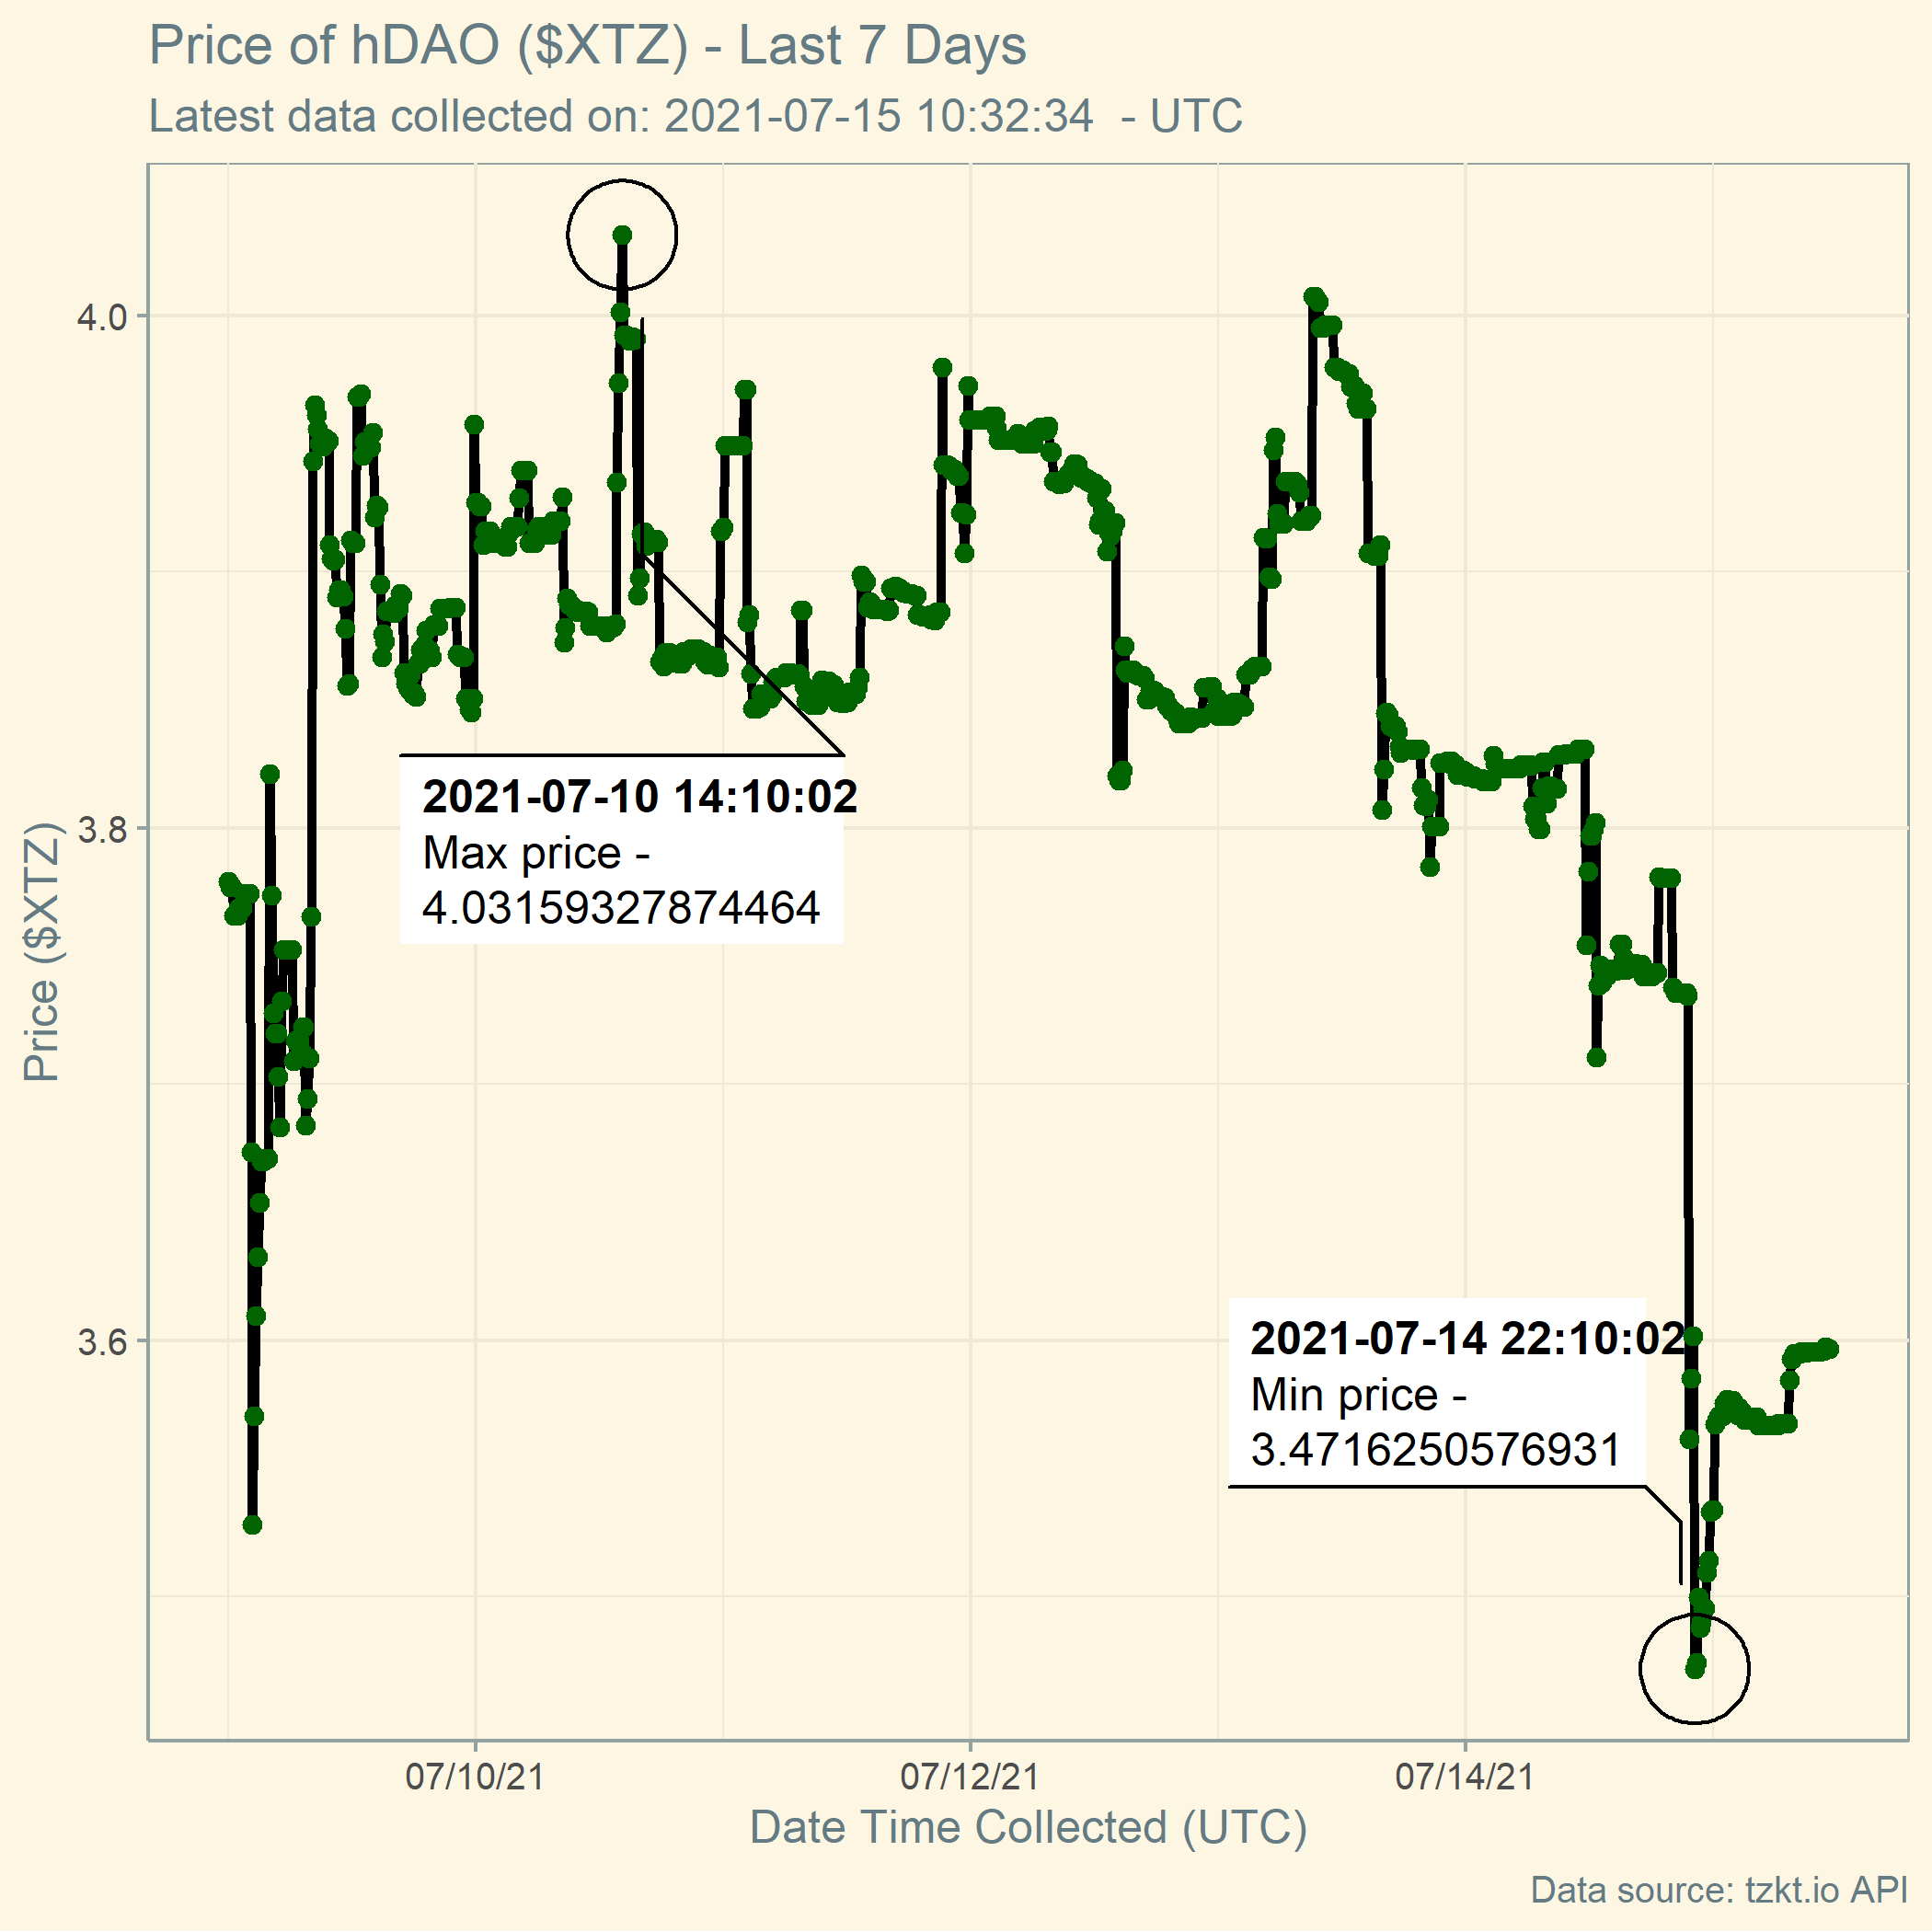 Price of hDAO ($XTZ) - Last 7 Days
Latest data collected on: 2021-07-15 10:32:34  - UTC
4.0
3.8
3.6
Price ($XTZ)
2021-07-10 14:10:02
Max price -
4.03159327874464
2021-07-14 22:10:02
Min price -
3.4716250576931
07/10/21
07/12/21
07/14/21
Date Time Collected (UTC)
Data source: tzkt.io API